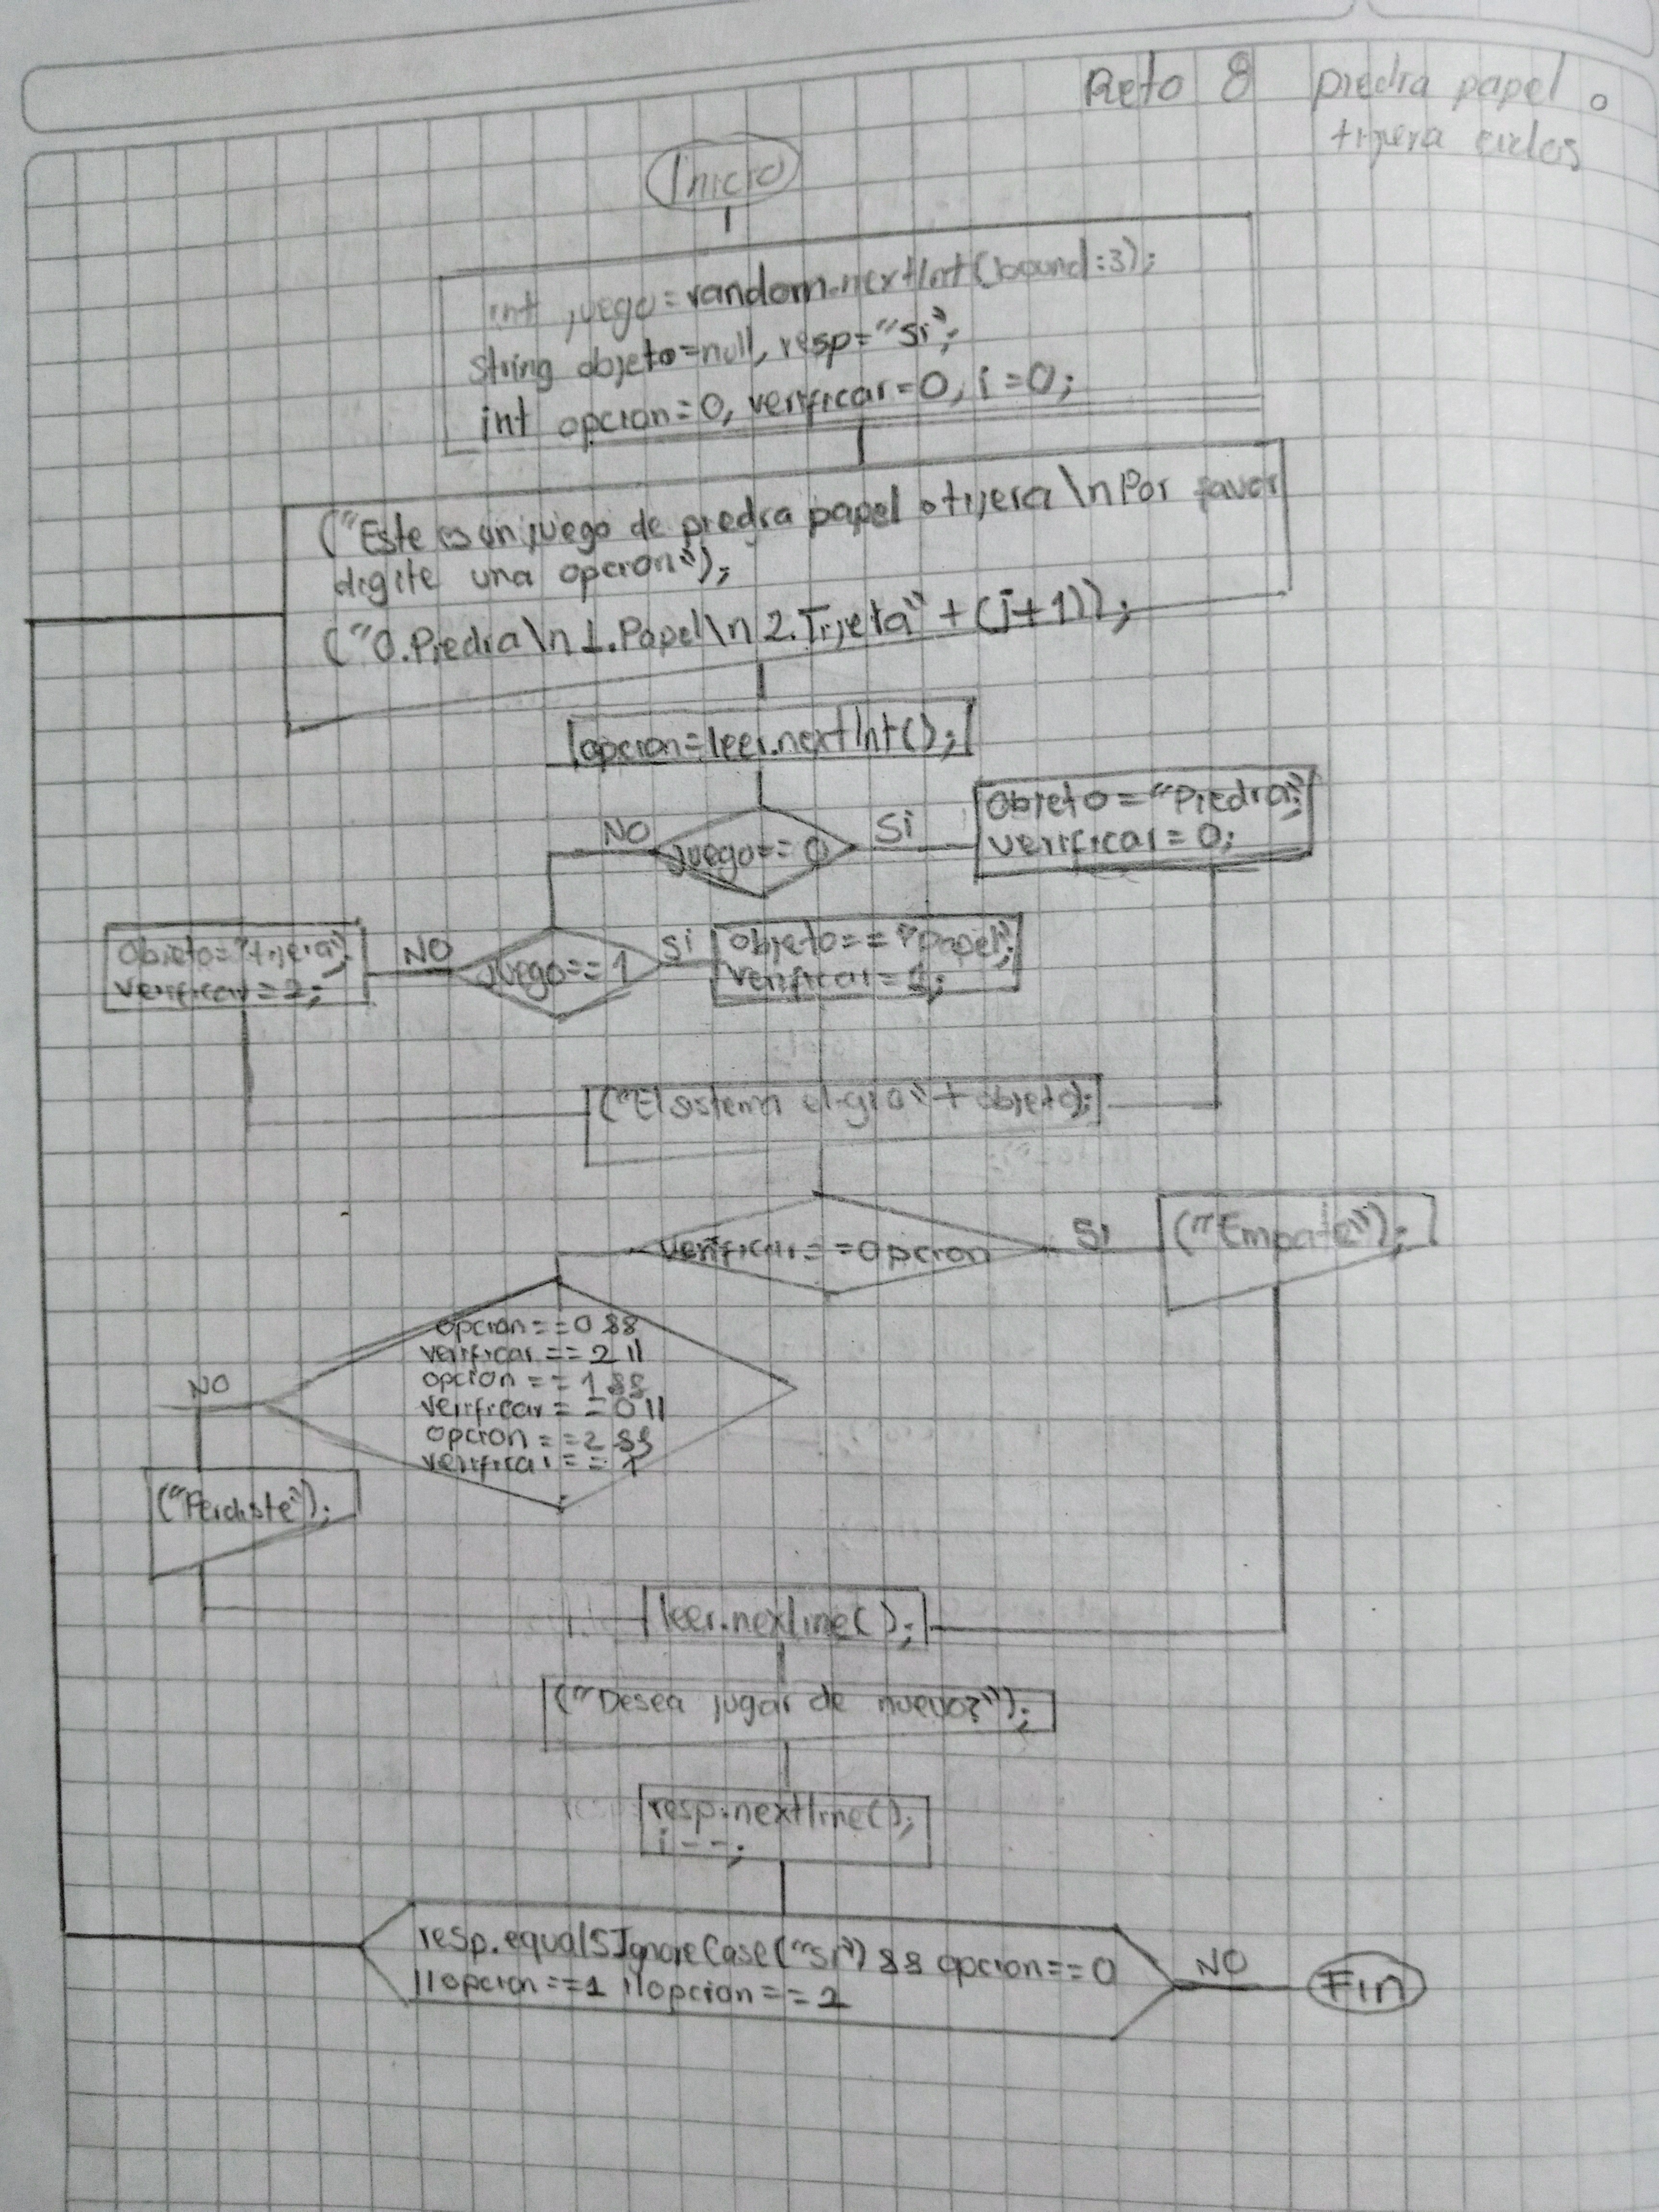 Reto 8 piedra papel o
tijera ciclos
Inicio
int juego=random.nextInt(bound:3);
string objeto=null, resp="si";
int opcion=0, verificar=0, i=0;
("Este es un juego de piedra papel o tijera \n Por favor
digite una opcion");
("0.Piedra\n 1.Papel\n 2.Tijeta" + (j+1));
opcion=leer.nextInt();
juego==0
NO
Si
objeto="Piedra";
verificar=0;
juego==1
NO
Si
objeto=="Papel";
verificar=1;
objeto="tijera";
verificar=2;
("El sistema eligio"+objeto);
verificar==opcion
Si
("Empate");
opcion==0 &&
verificar==2 ||
opcion==1 &&
verificar==0 ||
opcion==2 &&
verificar==1
NO
("Perdiste");
leer.nexline();
("Desea jugar de nuevo?");
resp.nextline();
i--;
resp.equalSIgnoreCase("si") && opcion==0
||opcion==1 ||opcion==2
NO
Fin